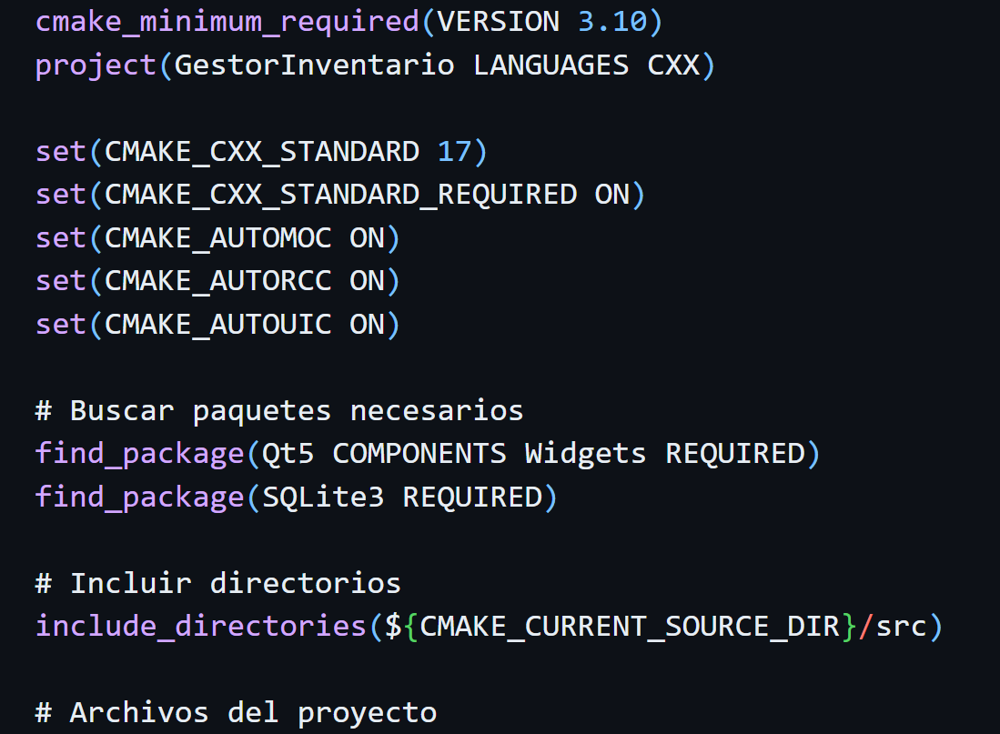 cmake_minimum_required(VERSION 3.10)
project(GestorInventario LANGUAGES CXX)
set(CMAKE_CXX_STANDARD 17)
set(CMAKE_CXX_STANDARD_REQUIRED ON)
set(CMAKE_AUTOMOC ON)
set(CMAKE_AUTORCC ON)
set(CMAKE_AUTOUIC ON)
# Buscar paquetes necesarios
find_package(Qt5 COMPONENTS Widgets REQUIRED)
find_package(SQLite3 REQUIRED)
# Incluir directorios
include_directories(${CMAKE_CURRENT_SOURCE_DIR}/src)
# Archivos del proyecto